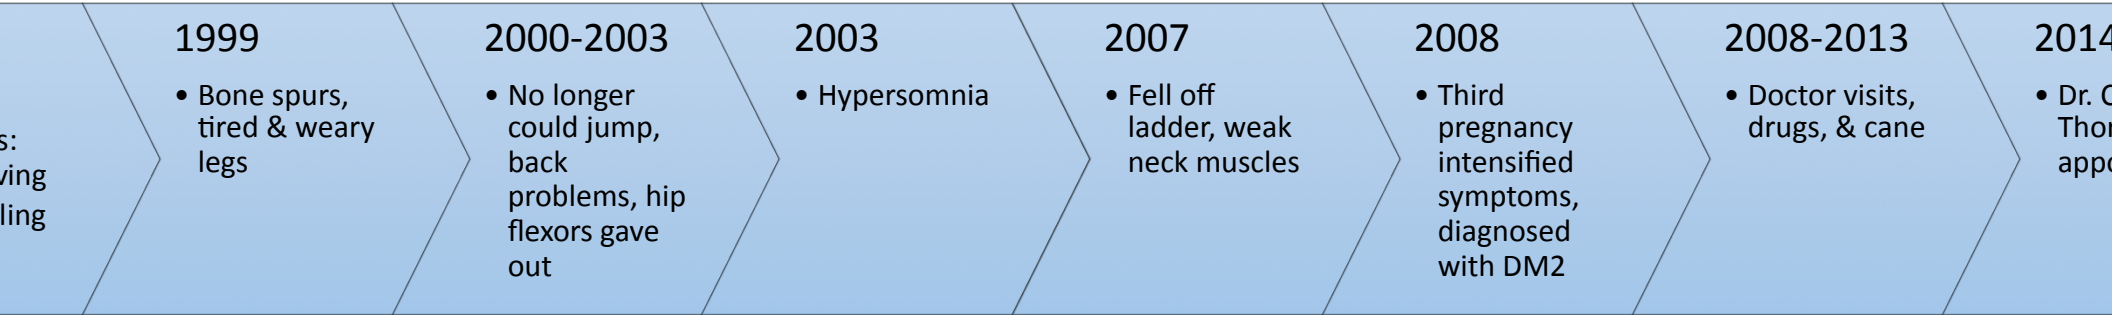 1999
• Bone spurs,
tired & weary
legs
2000-2003
• No longer
could jump,
back
problems, hip
flexors gave
out
2003
• Hypersomnia
2007
• Fell off
ladder, weak
neck muscles
2008
• Third
pregnancy
intensified
symptoms,
diagnosed
with DM2
2008-2013
• Doctor visits,
drugs, & cane
2014
• Dr.